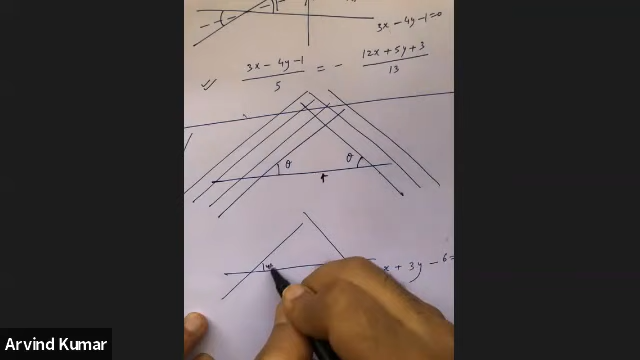 3x - 4y - 1 = 0
(3x - 4y - 1)/5 = - (12x + 5y + 3)/13
θ θ
x + 3y - 6 =
Arvind Kumar